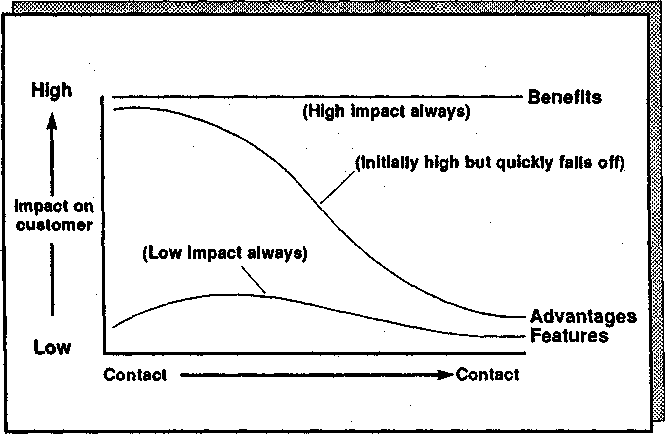 High
Benefits
(High impact always)
(Initially high but quickly falls off)
Impact on
customer
(Low impact always)
Advantages
Features
Low
Contact
Contact